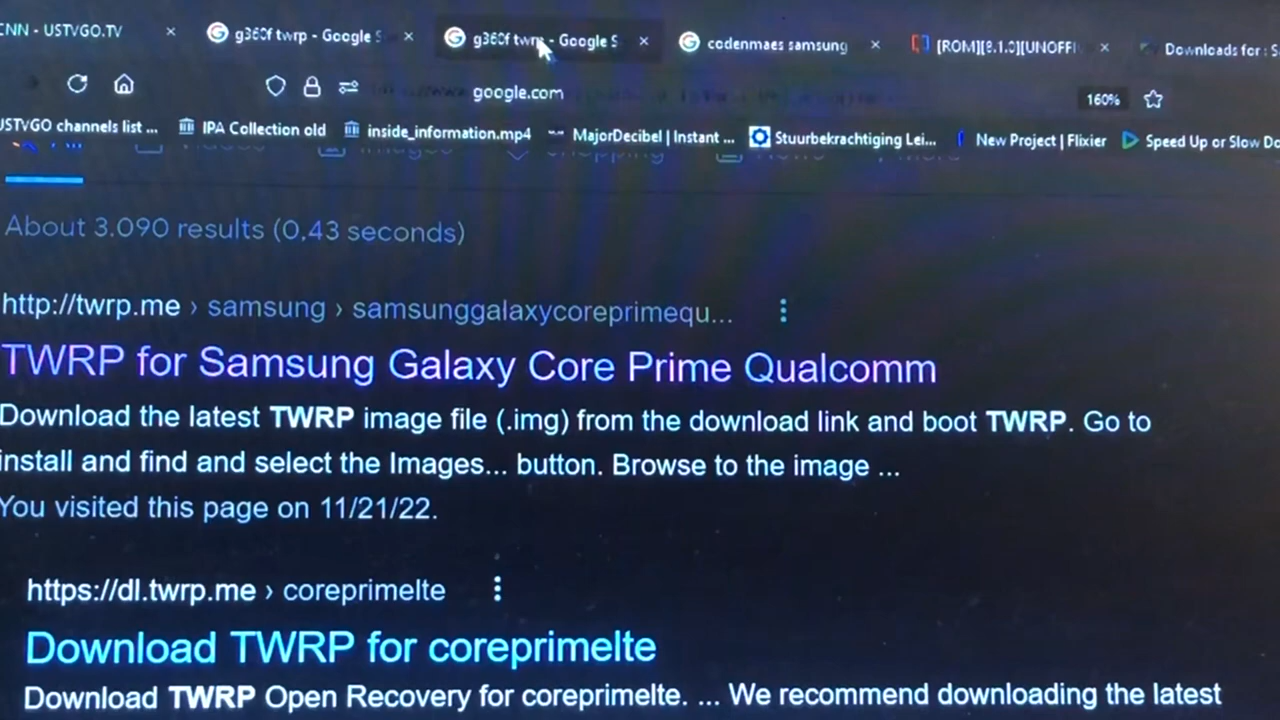 CNN - USTVGO.TV
g360f twrp - Google S
g360f twrp - Google S
codenmaes samsung
[ROM][8.1.0][UNOFFI
Downloads for : S
google.com
160%
USTVGO channels list ...
IPA Collection old
inside_information.mp4
MajorDecibel | Instant ...
Stuurbekrachtiging Lei...
New Project | Flixier
Speed Up or Slow Do
About 3.090 results (0,43 seconds)
http://twrp.me › samsung › samsunggalaxycoreprimequ...
TWRP for Samsung Galaxy Core Prime Qualcomm
Download the latest TWRP image file (.img) from the download link and boot TWRP. Go to
install and find and select the Images... button. Browse to the image ...
You visited this page on 11/21/22.
https://dl.twrp.me › coreprimelte
Download TWRP for coreprimelte
Download TWRP Open Recovery for coreprimelte. ... We recommend downloading the latest